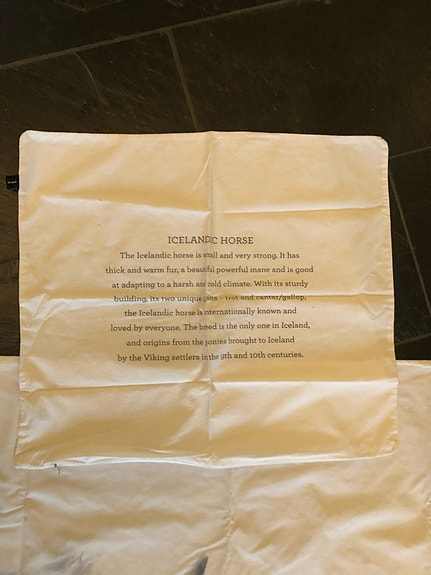 ICELANDIC HORSE
The Icelandic horse is small and very strong. It has
thick and warm fur, a beautiful powerful mane and is good
at adapting to a harsh and cold climate. With its sturdy
building, its two unique gaits - trot and canter/gallop,
the Icelandic horse is internationally known and
loved by everyone. The breed is the only one in Iceland,
and origins from the ponies brought to Iceland
by the Viking settlers in the 9th and 10th centuries.